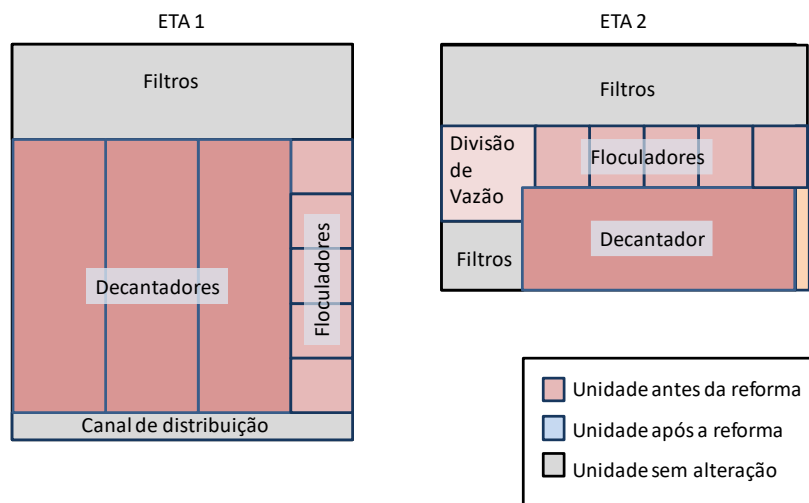 ETA 1
Filtros
Decantadores
Floculadores
Canal de distribuição
ETA 2
Filtros
Divisão
de
Vazão
Floculadores
Decantador
Filtros
Unidade antes da reforma
Unidade após a reforma
Unidade sem alteração